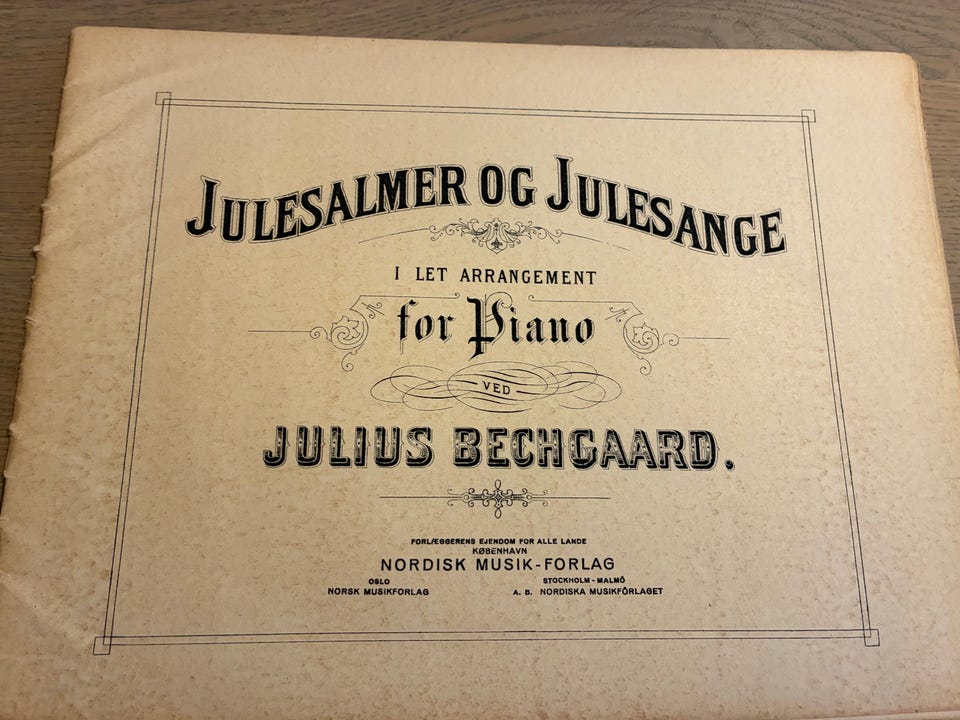 JULESALMER OG JULESANGE
I LET ARRANGEMENT
for Piano
VED
JULIUS BECHGAARD.
FORLÆGGERENS EJENDOM FOR ALLE LANDE
KØBENHAVN
NORDISK MUSIK-FORLAG
OSLO
NORSK MUSIKFORLAG
STOCKHOLM - MALMÖ
A. B. NORDISKA MUSIKFÖRLAGET